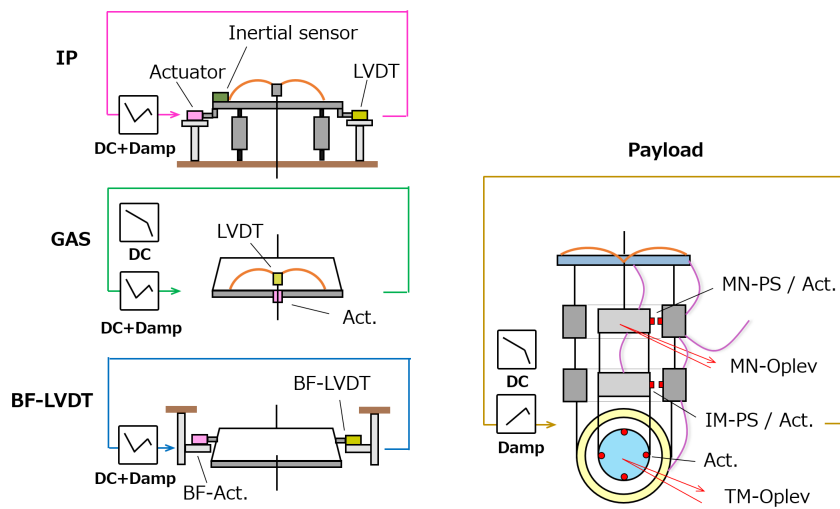 IP
Inertial sensor
Actuator
LVDT
DC+Damp
GAS
DC
LVDT
DC+Damp
Act.
BF-LVDT
BF-LVDT
DC+Damp
BF-Act.
Payload
MN-PS / Act.
MN-Oplev
DC
IM-PS / Act.
Damp
Act.
TM-Oplev